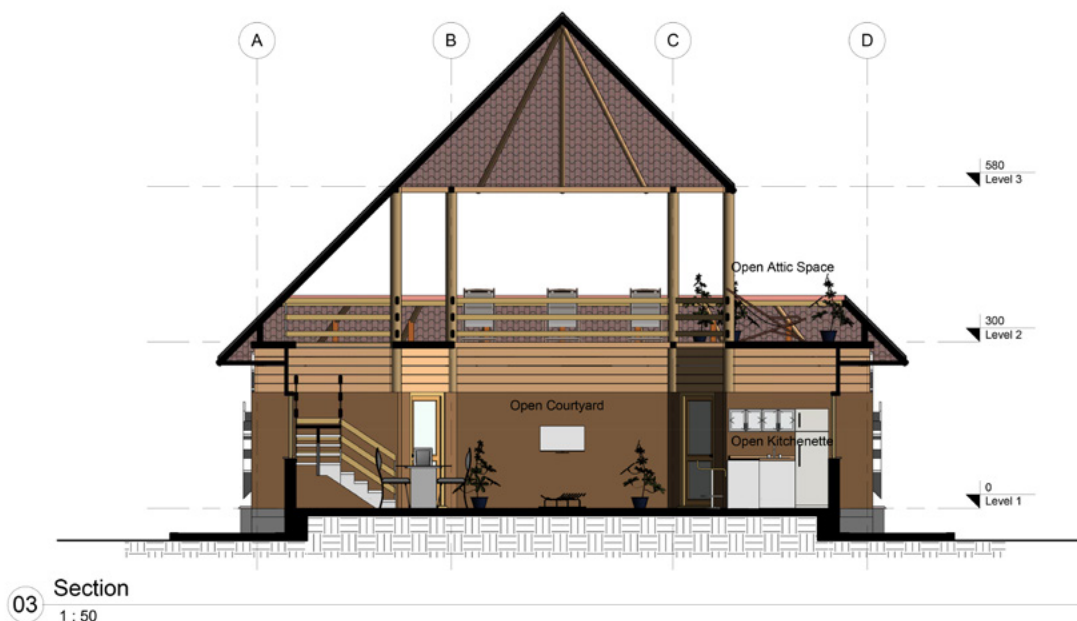 A
B
C
D
580
Level 3
Open Attic Space
300
Level 2
Open Courtyard
Open Kitchenette
0
Level 1
03
Section
1 : 50